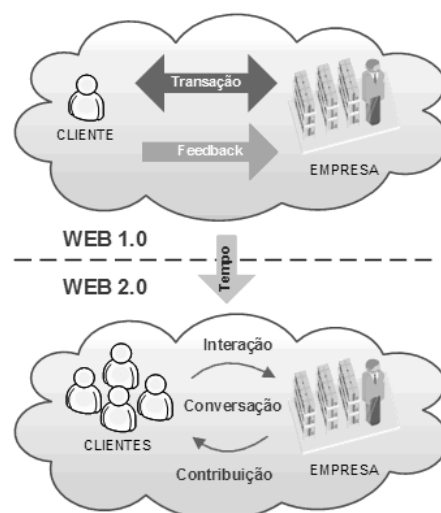 Transação
CLIENTE
Feedback
EMPRESA
WEB 1.0
Tempo
WEB 2.0
Interação
Conversação
CLIENTES
Contribuição
EMPRESA